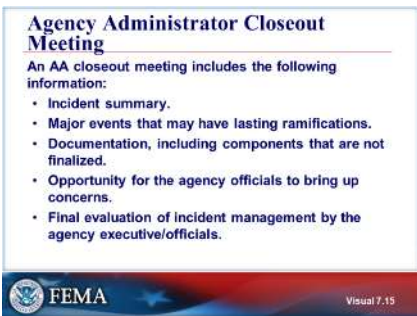 Agency Administrator Closeout
Meeting
An AA closeout meeting includes the following
information:
• Incident summary.
• Major events that may have lasting ramifications.
• Documentation, including components that are not
finalized.
• Opportunity for the agency officials to bring up
concerns.
• Final evaluation of incident management by the
agency executive/officials.
FEMA
Visual 7.15